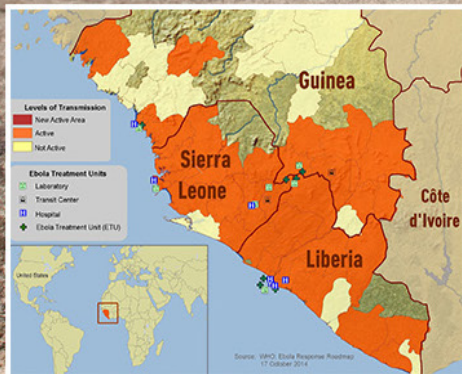 Guinea
Levels of Transmission
New Active Area
Active
Not Active
Ebola Treatment Units
Laboratory
Transit Center
Hospital
Ebola Treatment Unit (ETU)
Sierra
Leone
Côte
d'Ivoire
Liberia
United States
Source: WHO: Ebola Response Roadmap
17 October 2014